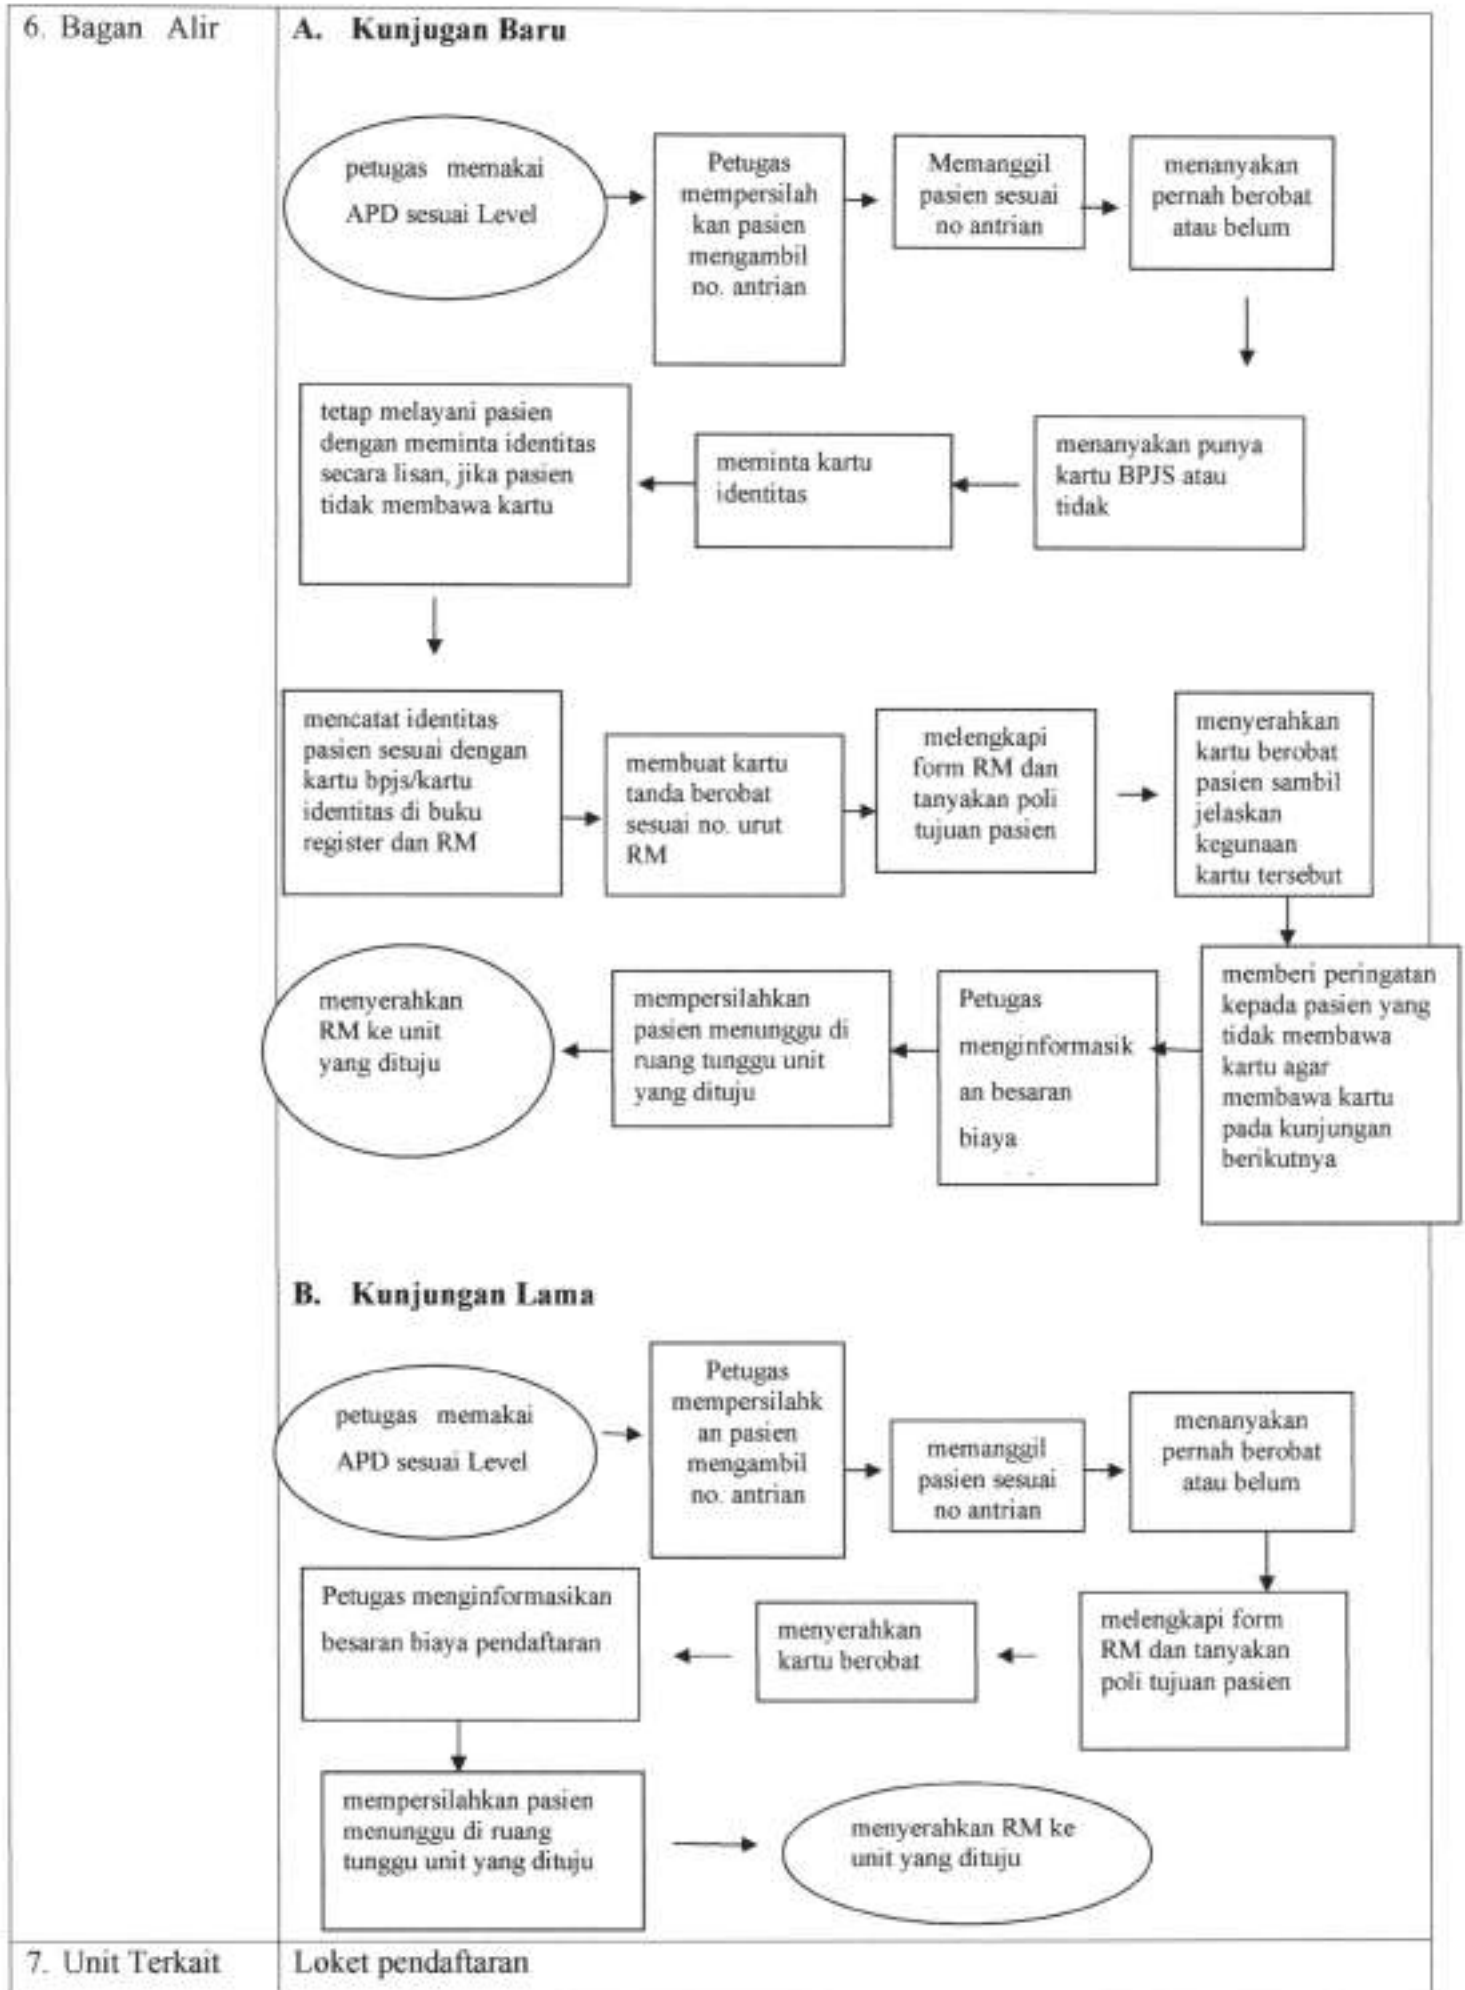 6. Bagan Alir
A. Kunjugan Baru
petugas memakai
APD sesuai Level
Petugas
mempersilah
kan pasien
mengambil
no. antrian
Memanggil
pasien sesuai
no antrian
menanyakan
pernah berobat
atau belum
menanyakan punya
kartu BPJS atau
tidak
meminta kartu
identitas
tetap melayani pasien
dengan meminta identitas
secara lisan, jika pasien
tidak membawa kartu
mencatat identitas
pasien sesuai dengan
kartu bpjs/kartu
identitas di buku
register dan RM
membuat kartu
tanda berobat
sesuai no. urut
RM
melengkapi
form RM dan
tanyakan poli
tujuan pasien
menyerahkan
kartu berobat
pasien sambil
jelaskan
kegunaan
kartu tersebut
memberi peringatan
kepada pasien yang
tidak membawa
kartu agar
membawa kartu
pada kunjungan
berikutnya
Petugas
menginformasik
an besaran
biaya
mempersilahkan
pasien menunggu di
ruang tunggu unit
yang dituju
menyerahkan
RM ke unit
yang dituju
B. Kunjungan Lama
petugas memakai
APD sesuai Level
Petugas
mempersilahk
an pasien
mengambil
no. antrian
memanggil
pasien sesuai
no antrian
menanyakan
pernah berobat
atau belum
melengkapi form
RM dan tanyakan
poli tujuan pasien
menyerahkan
kartu berobat
Petugas menginformasikan
besaran biaya pendaftaran
mempersilahkan pasien
menunggu di ruang
tunggu unit yang dituju
menyerahkan RM ke
unit yang dituju
7. Unit Terkait
Loket pendaftaran